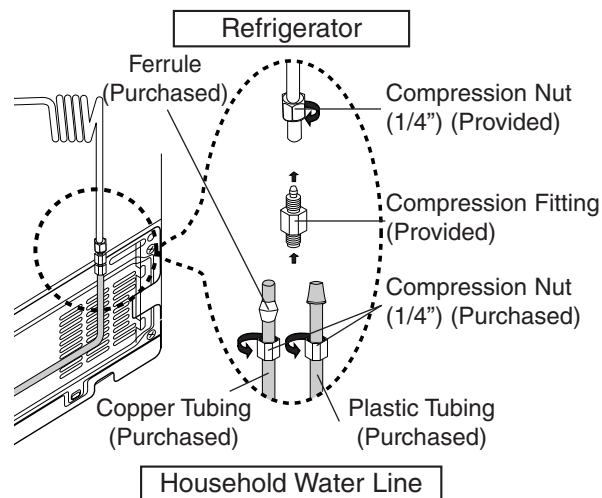 Refrigerator
Ferrule
(Purchased)
Compression Nut
(1/4”) (Provided)
Compression Fitting
(Provided)
Compression Nut
(1/4”) (Purchased)
Copper Tubing
(Purchased)
Plastic Tubing
(Purchased)
Household Water Line